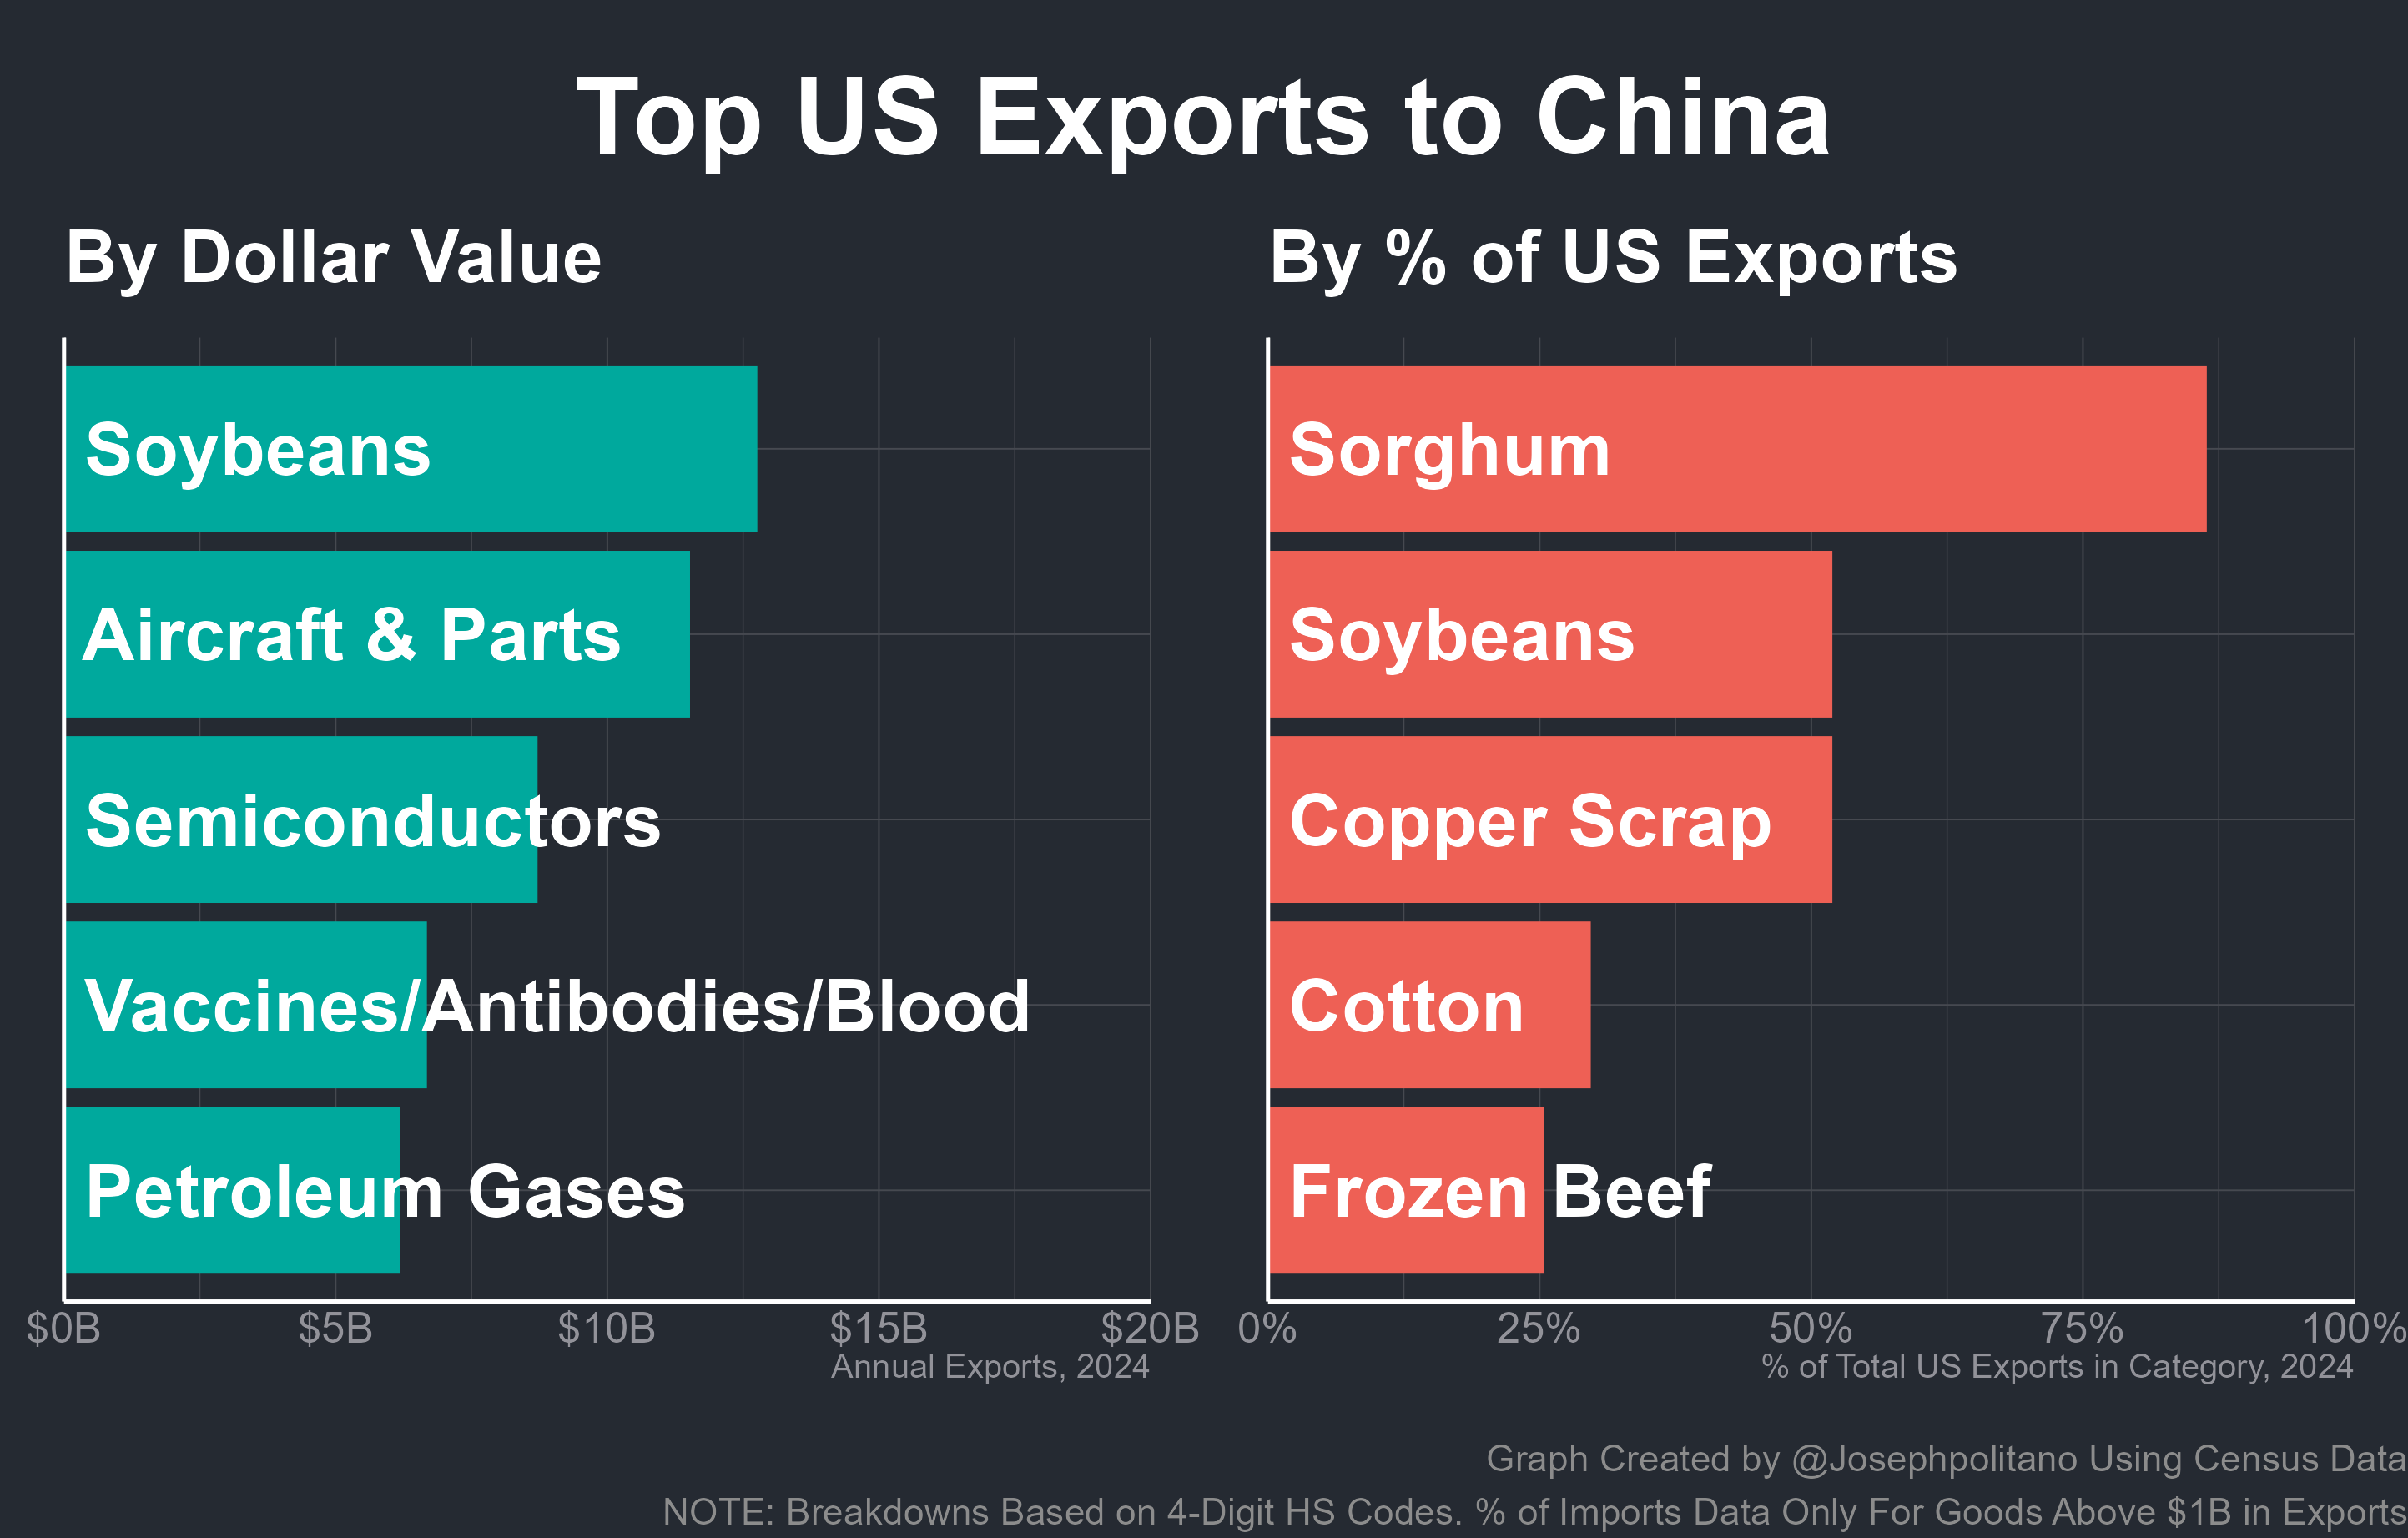 Top US Exports to China
By Dollar Value
Soybeans
Aircraft & Parts
Semiconductors
Vaccines/Antibodies/Blood
Petroleum Gases
$0B $5B $10B $15B $20B
Annual Exports, 2024
By % of US Exports
Sorghum
Soybeans
Copper Scrap
Cotton
Frozen Beef
0% 25% 50% 75% 100%
% of Total US Exports in Category, 2024
Graph Created by @Josephpolitano Using Census Data
NOTE: Breakdowns Based on 4-Digit HS Codes. % of Imports Data Only For Goods Above $1B in Exports